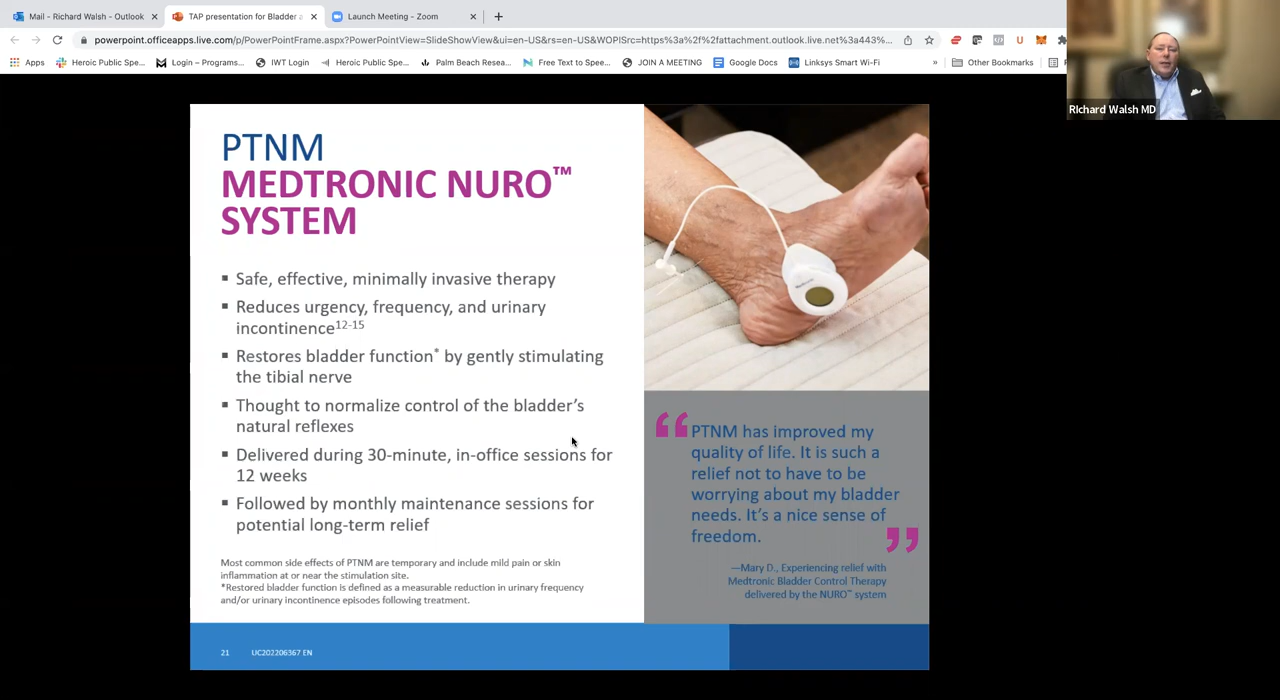 Mail - Richard Walsh - Outlook
TAP presentation for Bladder a
Launch Meeting - Zoom
powerpoint.officeapps.live.com/p/PowerPointFrame.aspx?PowerPointView=SlideShowView&ui=en-US&rs=en-US&WOPISrc=https%3a%2f%2fattachment.outlook.live.net%3a443%...
Apps
Heroic Public Spe...
Login – Programs...
IWT Login
Heroic Public Spe...
Palm Beach Resea...
Free Text to Spee...
JOIN A MEETING
Google Docs
Linksys Smart Wi-Fi
»
Other Bookmarks
Richard Walsh MD
PTNM
MEDTRONIC NURO™
SYSTEM
▪ Safe, effective, minimally invasive therapy
▪ Reduces urgency, frequency, and urinary
incontinence12-15
▪ Restores bladder function* by gently stimulating
the tibial nerve
▪ Thought to normalize control of the bladder’s
natural reflexes
▪ Delivered during 30-minute, in-office sessions for
12 weeks
▪ Followed by monthly maintenance sessions for
potential long-term relief
Most common side effects of PTNM are temporary and include mild pain or skin
inflammation at or near the stimulation site.
*Restored bladder function is defined as a measurable reduction in urinary frequency
and/or urinary incontinence episodes following treatment.
“PTNM has improved my
quality of life. It is such a
relief not to have to be
worrying about my bladder
needs. It’s a nice sense of
freedom.”
—Mary D., Experiencing relief with
Medtronic Bladder Control Therapy
delivered by the NURO™ system
21
UC202206367 EN